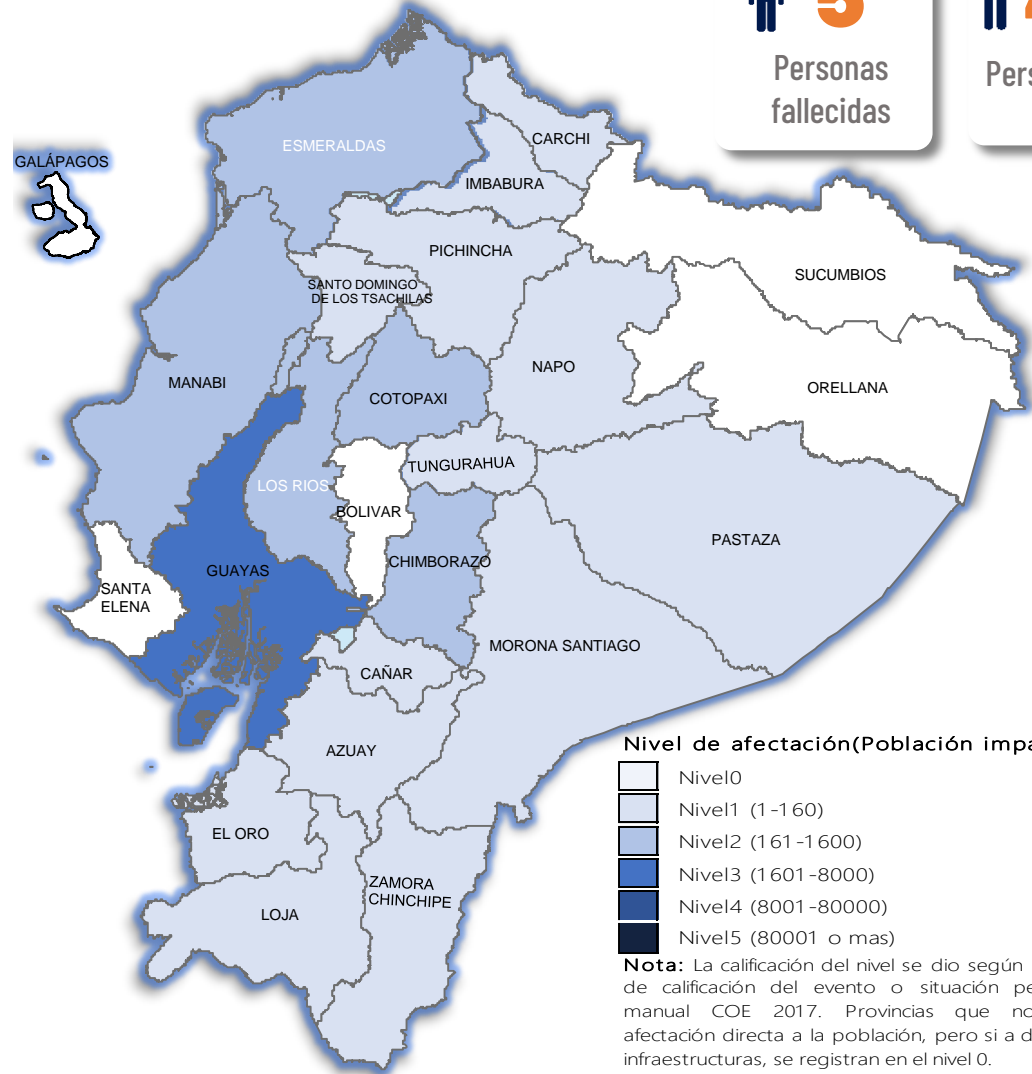 5
Personas
fallecidas
GALÁPAGOS
ESMERALDAS
CARCHI
IMBABURA
PICHINCHA
SUCUMBIOS
SANTO DOMINGO
DE LOS TSACHILAS
NAPO
MANABI
ORELLANA
COTOPAXI
TUNGURAHUA
LOS RIOS
BOLIVAR
PASTAZA
CHIMBORAZO
GUAYAS
SANTA
ELENA
MORONA SANTIAGO
CAÑAR
AZUAY
EL ORO
ZAMORA
CHINCHIPE
LOJA
Nivel de afectación(Población
Nivel0
Nivel1 (1-160)
Nivel2 (161-1600)
Nivel3 (1601-8000)
Nivel4 (8001-80000)
Nivel5 (80001 o mas)
Nota: La calificación del nivel se dio según
de calificación del evento o situación
manual COE 2017. Provincias que
afectación directa a la población, pero si a
infraestructuras, se registran en el nivel 0.